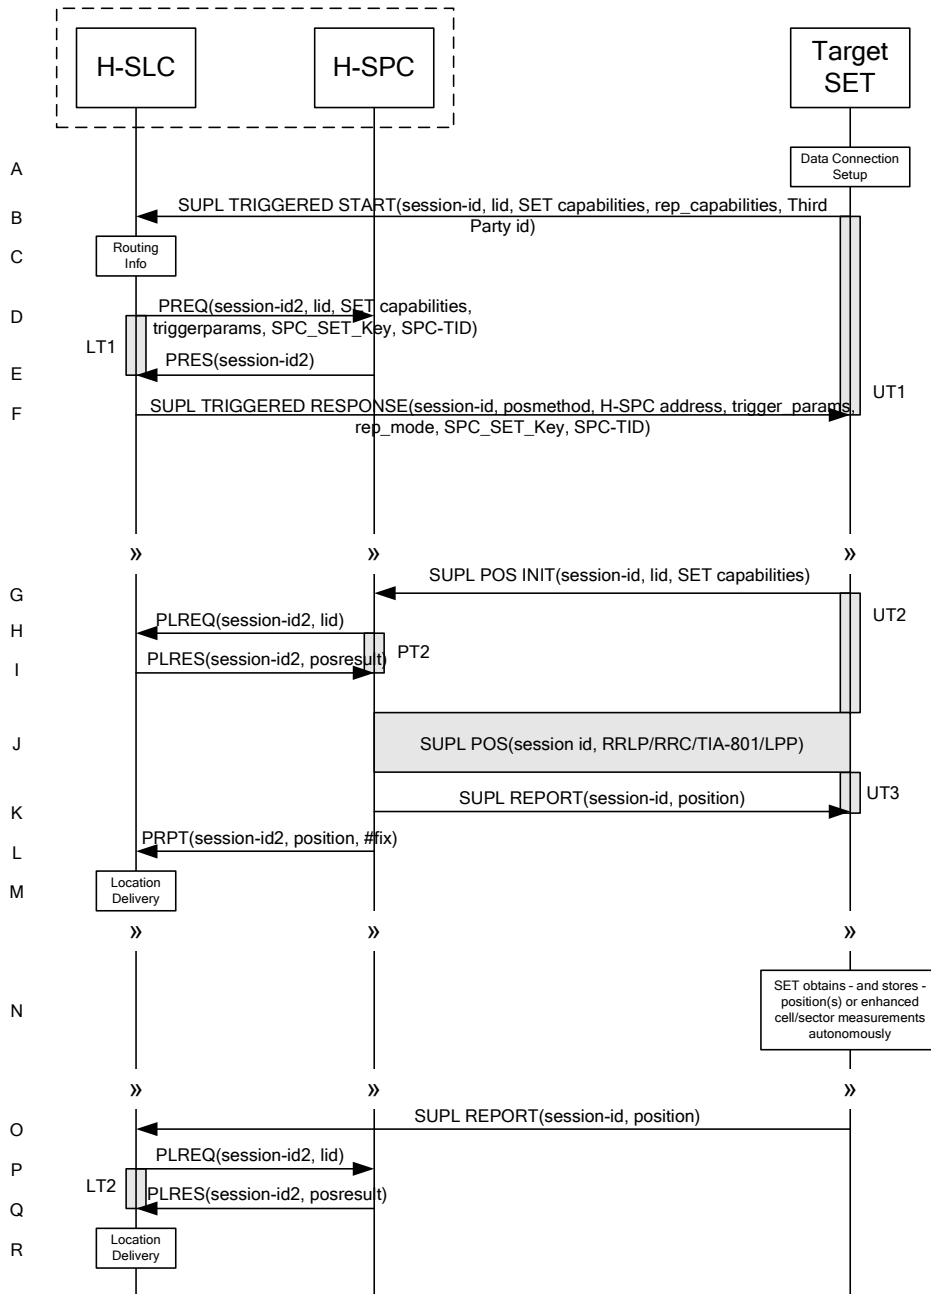 H-SLC
H-SPC
Target
SET
A
Data Connection
Setup
B
SUPL TRIGGERED START(session-id, lid, SET capabilities, rep_capabilities, Third
Party id)
C
Routing
Info
D
PREQ(session-id2, lid, SET capabilities,
triggerparams, SPC_SET_Key, SPC-TID)
LT1
E
PRES(session-id2)
UT1
F
SUPL TRIGGERED RESPONSE(session-id, posmethod, H-SPC address, trigger_params,
rep_mode, SPC_SET_Key, SPC-TID)
»
»
»
G
SUPL POS INIT(session-id, lid, SET capabilities)
UT2
H
PLREQ(session-id2, lid)
PT2
I
PLRES(session-id2, posresult)
J
SUPL POS(session id, RRLP/RRC/TIA-801/LPP)
UT3
K
SUPL REPORT(session-id, position)
L
PRPT(session-id2, position, #fix)
M
Location
Delivery
»
»
»
N
SET obtains - and stores -
position(s) or enhanced
cell/sector measurements
autonomously
»
»
»
O
SUPL REPORT(session-id, position)
P
PLREQ(session-id2, lid)
LT2
Q
PLRES(session-id2, posresult)
R
Location
Delivery